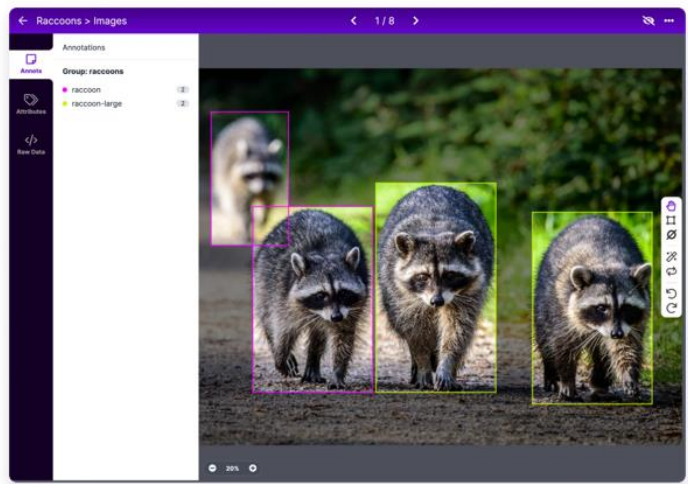 Raccoons > Images
1 / 8
Annotations
Annots
Group: raccoons
raccoon 2
raccoon-large 2
Attributes
Raw Data
20%